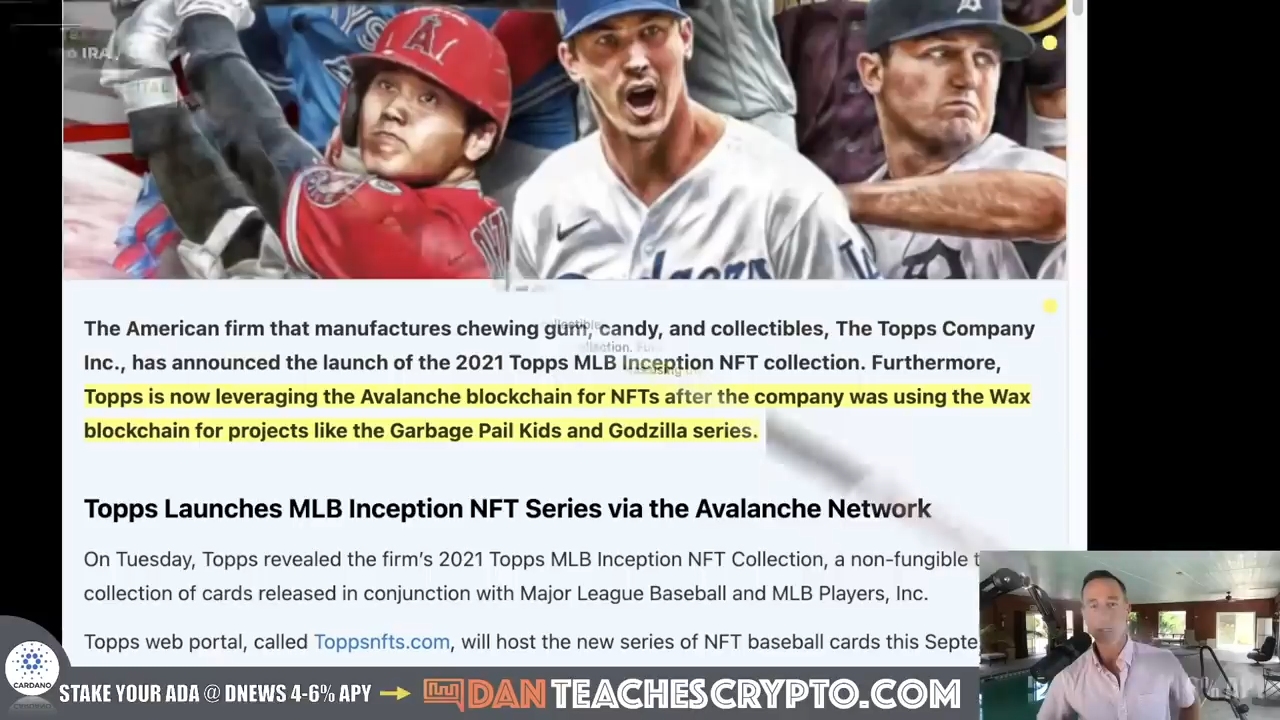 IRA
The American firm that manufactures chewing gum, candy, and collectibles, The Topps Company
Inc., has announced the launch of the 2021 Topps MLB Inception NFT collection. Furthermore,
Topps is now leveraging the Avalanche blockchain for NFTs after the company was using the Wax
blockchain for projects like the Garbage Pail Kids and Godzilla series.
Topps Launches MLB Inception NFT Series via the Avalanche Network
On Tuesday, Topps revealed the firm's 2021 Topps MLB Inception NFT Collection, a non-fungible t
collection of cards released in conjunction with Major League Baseball and MLB Players, Inc.
Topps web portal, called Toppsnfts.com, will host the new series of NFT baseball cards this Septe
CARDANO
STAKE YOUR ADA @ DNEWS 4-6% APY
DANTEACHESCRYPTO.COM